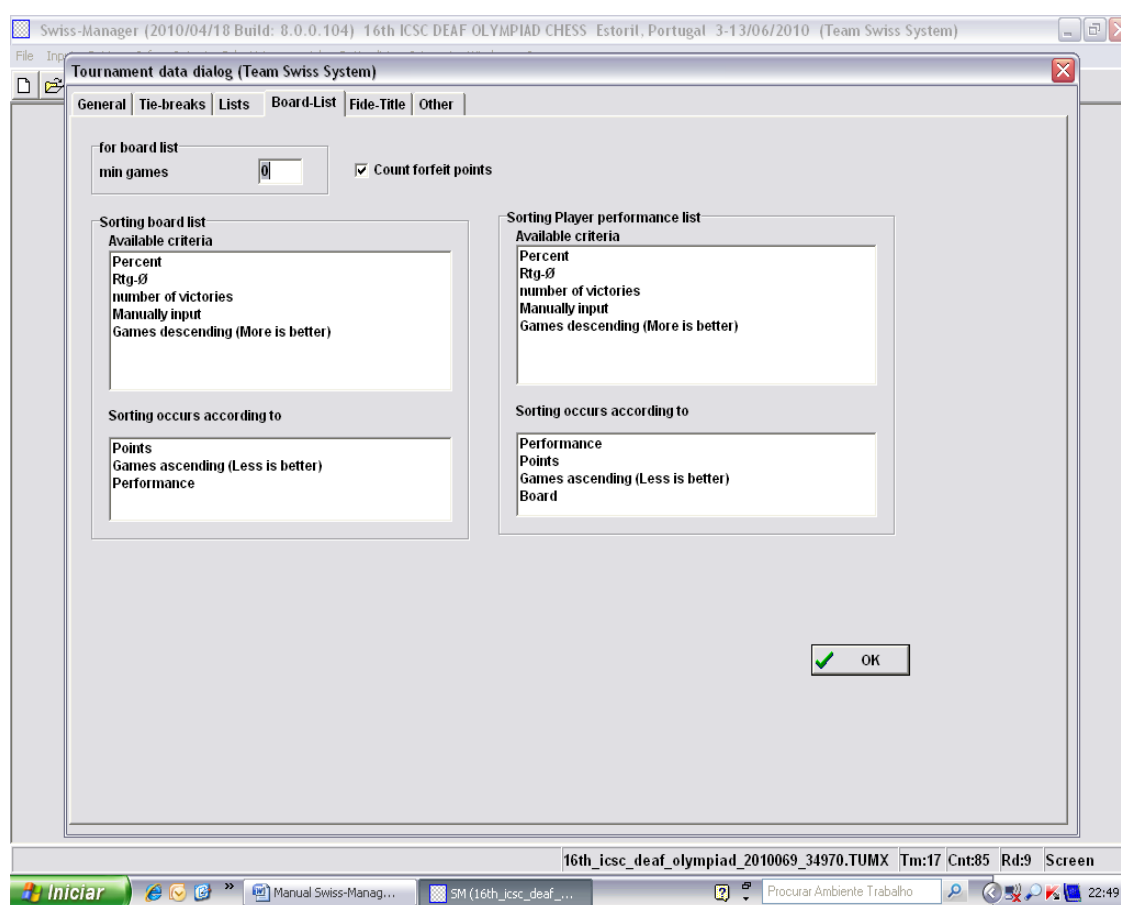 Swiss-Manager (2010/04/18 Build: 8.0.0.104) 16th ICSC DEAF OLYMPIAD CHESS Estoril, Portugal 3-13/06/2010 (Team Swiss System)
File
Tournament data dialog (Team Swiss System)
General Tie-breaks Lists Board-List Fide-Title Other
for board list
min games 0
Count forfeit points
Sorting board list
Available criteria
Percent
Rtg-Ø
number of victories
Manually input
Games descending (More is better)
Sorting occurs according to
Points
Games ascending (Less is better)
Performance
Sorting Player performance list
Available criteria
Percent
Rtg-Ø
number of victories
Manually input
Games descending (More is better)
Sorting occurs according to
Performance
Points
Games ascending (Less is better)
Board
OK
16th_icsc_deaf_olympiad_2010069_34970.TUMX Tm:17 Cnt:85 Rd:9 Screen
Iniciar » Manual Swiss-Manag... SM (16th_icsc_deaf_... Procurar Ambiente Trabalho 22:49